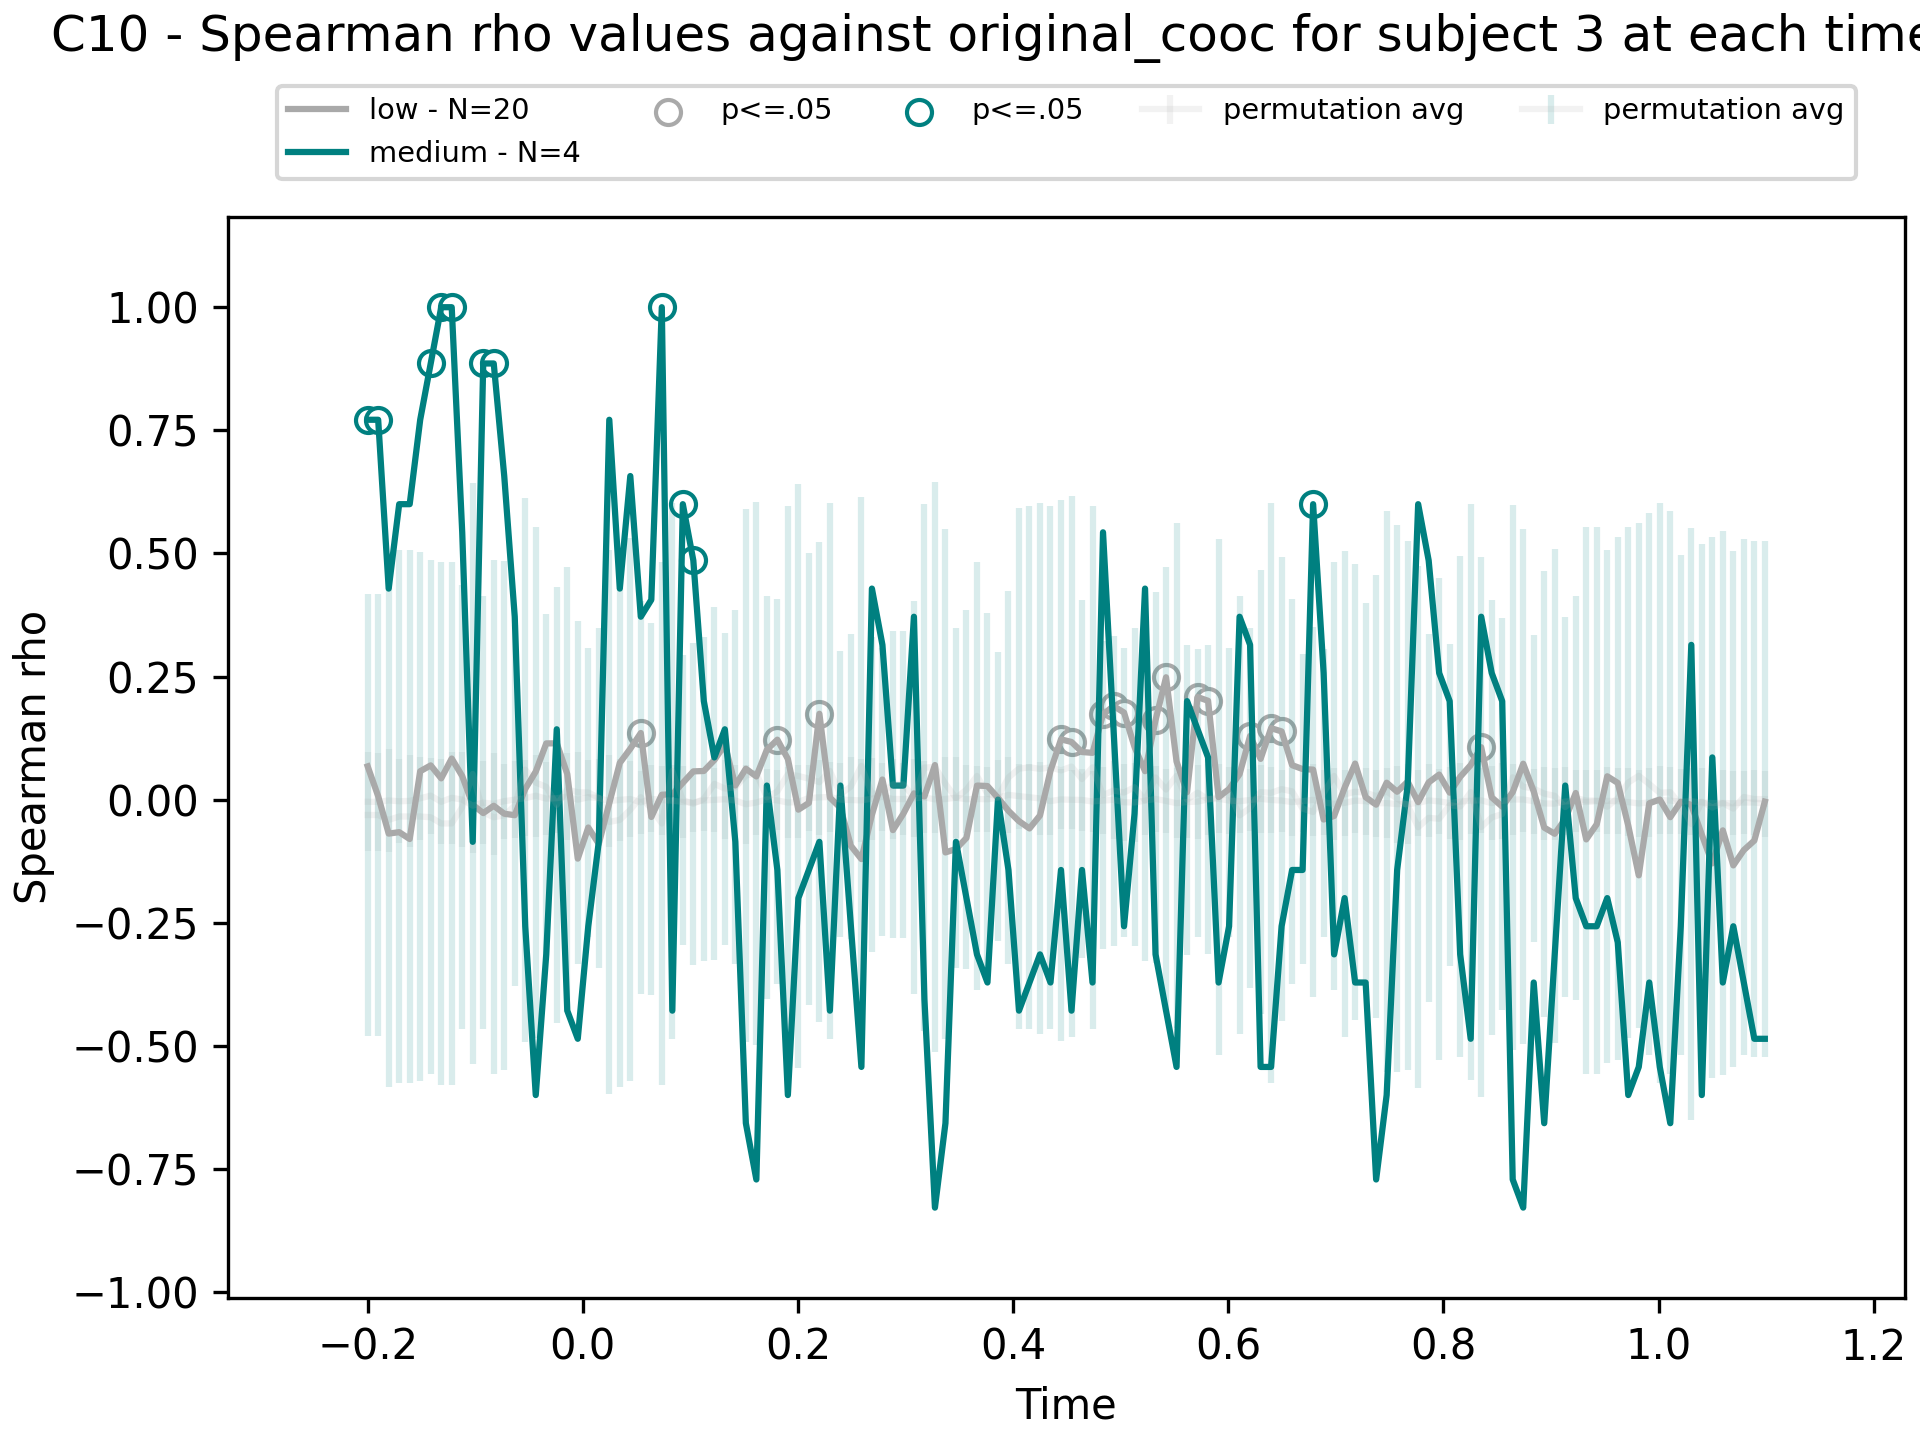 C10 - Spearman rho values against original_cooc for subject 3 at each time
low - N=20 p<=.05 p<=.05 permutation avg permutation avg
medium - N=4
1.00
0.75
0.50
0.25
0.00
−0.25
−0.50
−0.75
−1.00
Spearman rho
−0.2 0.0 0.2 0.4 0.6 0.8 1.0 1.2
Time